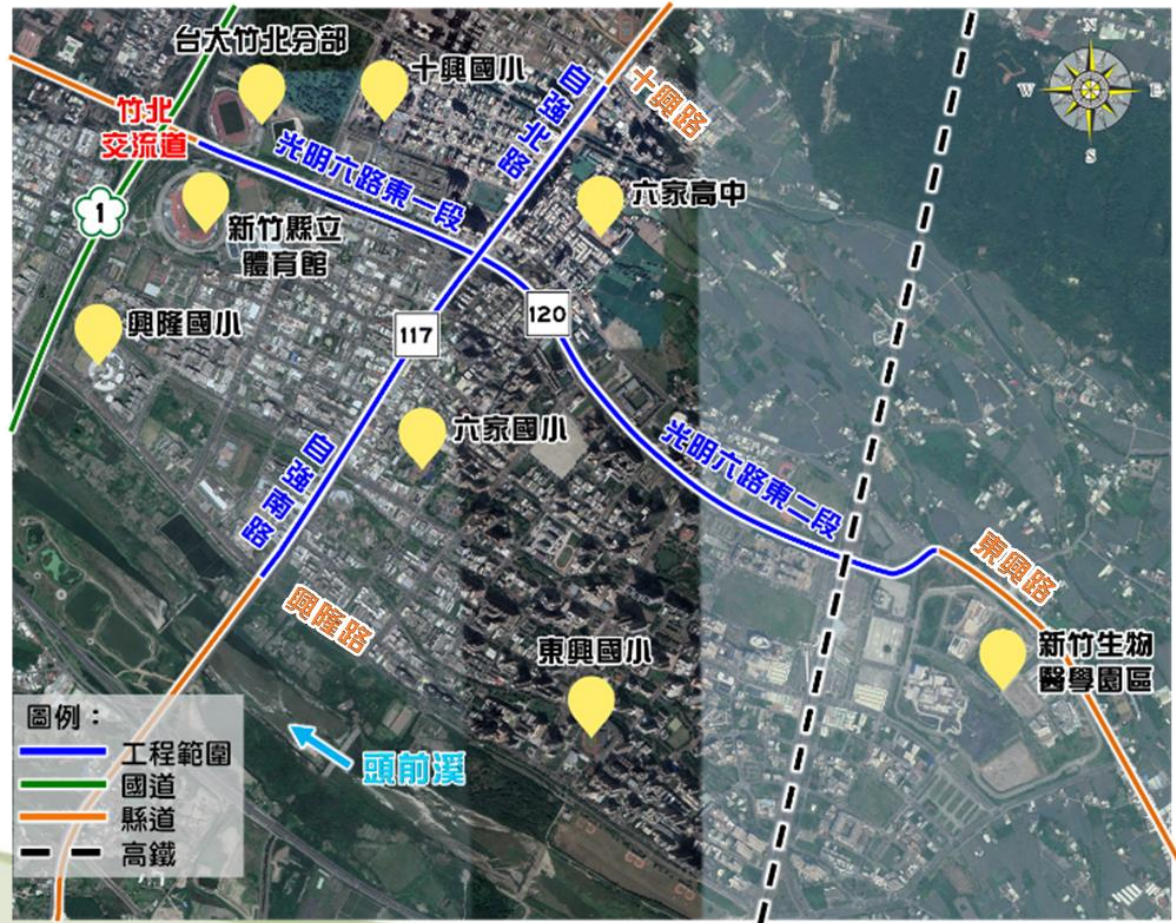 台大竹北分部
十興國小
自強北路
十興路
N
W
E
S
竹北
交流道
光明六路東一段
六家高中
1
新竹縣立
體育館
興隆國小
117
120
六家國小
光明六路東二段
自強南路
東興路
興隆路
東興國小
新竹生物
醫學園區
頭前溪
圖例：
工程範圍
國道
縣道
高鐵